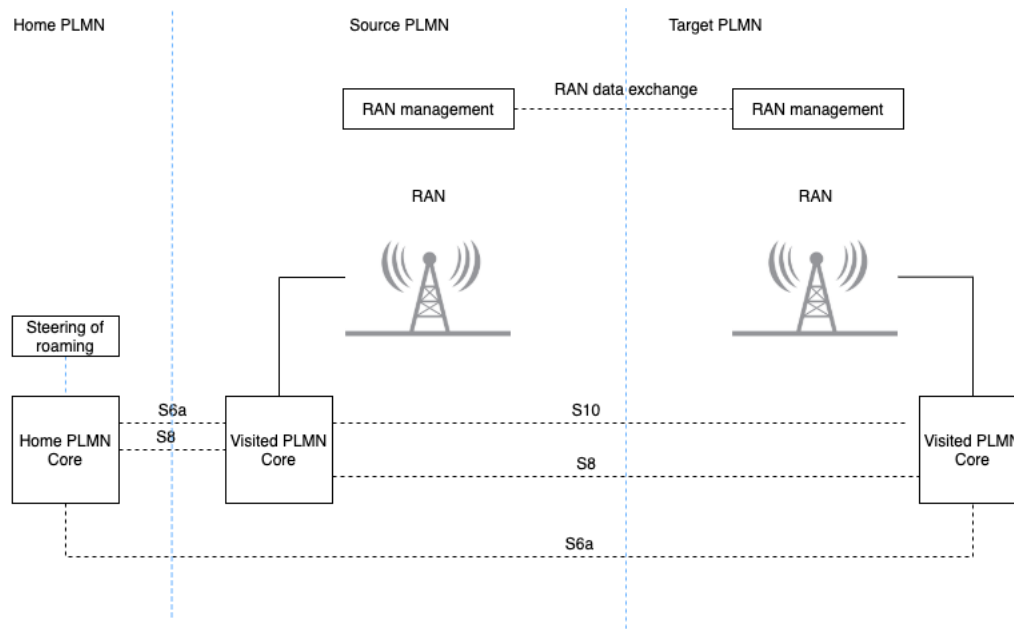 Home PLMN
Source PLMN
Target PLMN
RAN data exchange
RAN management
RAN management
RAN
RAN
Steering of
roaming
S6a
S10
Home PLMN
Core
S8
Visited PLMN
Core
S8
Visited PLMN
Core
S6a